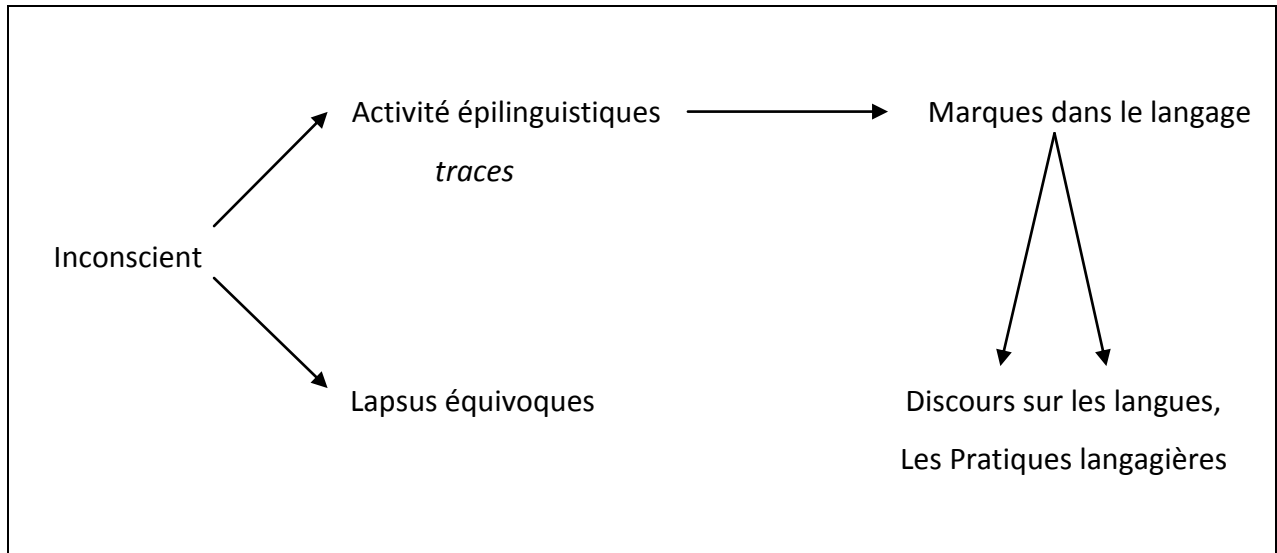 Activité épilinguistiques
Marques dans le langage
traces
Inconscient
Lapsus équivoques
Discours sur les langues,
Les Pratiques langagières